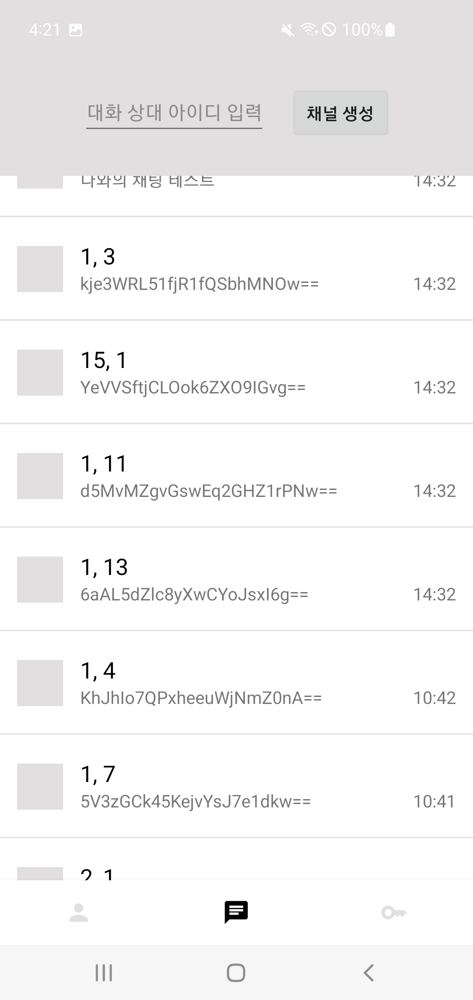 4:21 100%
대화 상대 아이디 입력 채널 생성
나와의 채팅 테스트 14:32
1, 3
kje3WRL51fjR1fQSbhMNOw== 14:32
15, 1
YeVVSftjCLOok6ZXO9IGvg== 14:32
1, 11
d5MvMZgvGswEq2GHZ1rPNw== 14:32
1, 13
6aAL5dZlc8yXwCYoJsxI6g== 14:32
1, 4
KhJhIo7QPxheeuWjNmZ0nA== 10:42
1, 7
5V3zGCk45KejvYsJ7e1dkw== 10:41
2, 1